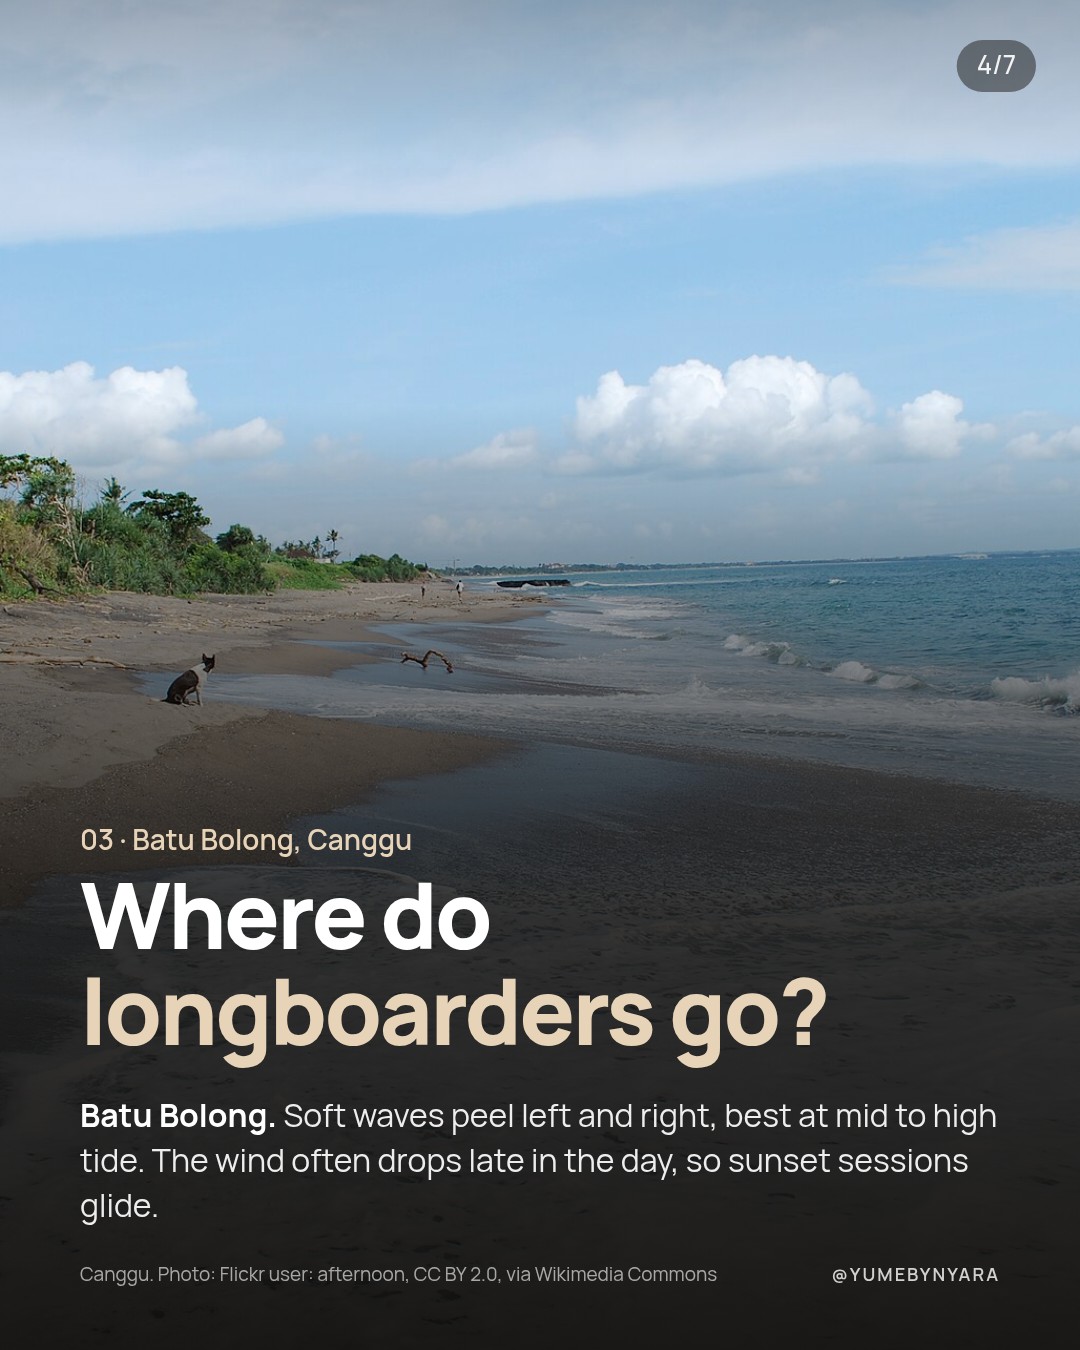 4/7
03 · Batu Bolong, Canggu
Where do
longboarders go?
Batu Bolong. Soft waves peel left and right, best at mid to high
tide. The wind often drops late in the day, so sunset sessions
glide.
Canggu. Photo: Flickr user: afternoon, CC BY 2.0, via Wikimedia Commons
@YUMEBYNYARA